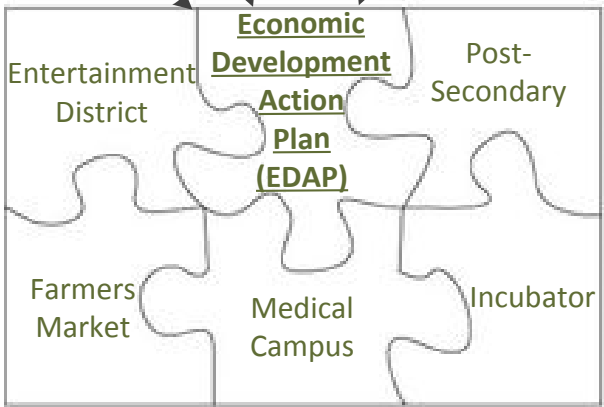 Entertainment
District
Economic
Development
Action
Plan
(EDAP)
Post-
Secondary
Farmers
Market
Medical
Campus
Incubator